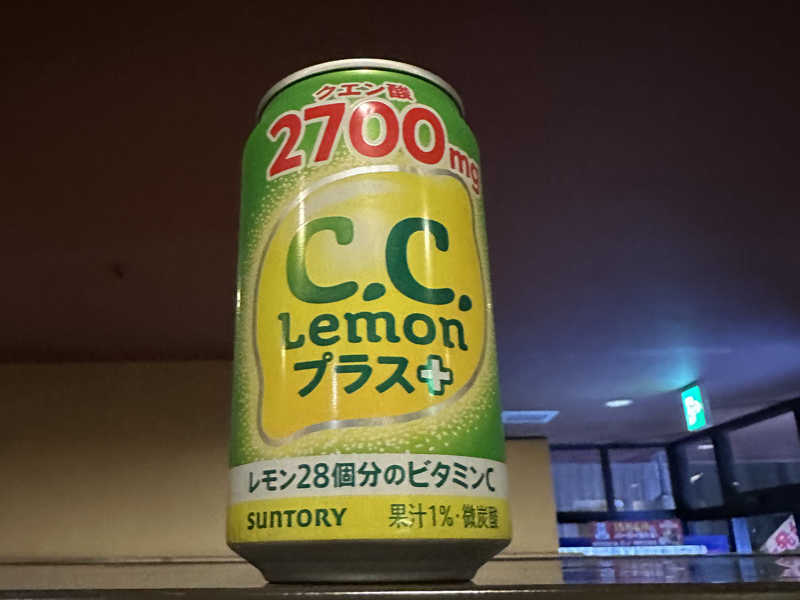 クエン酸
2700mg
C.C.
Lemon
プラス+
レモン28個分のビタミンC
SUNTORY 果汁1%・微炭酸